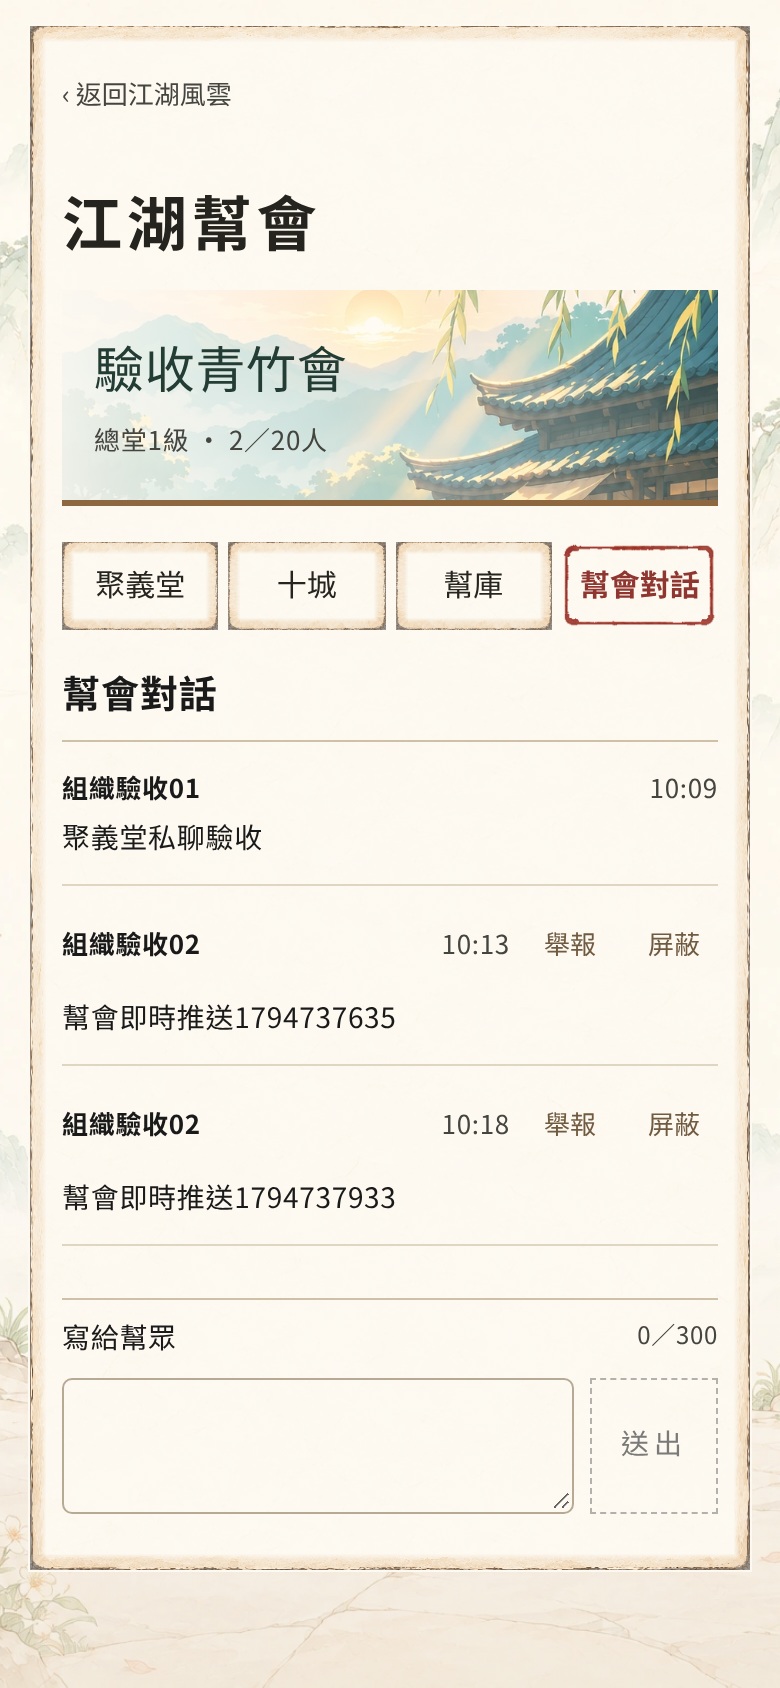 ‹ 返回江湖風雲
江湖幫會
驗收青竹會
總堂1級 · 2／20人
聚義堂 十城 幫庫 幫會對話
幫會對話
組織驗收01 10:09
聚義堂私聊驗收
組織驗收02 10:13 舉報 屏蔽
幫會即時推送1794737635
組織驗收02 10:18 舉報 屏蔽
幫會即時推送1794737933
寫給幫眾 0／300
送出